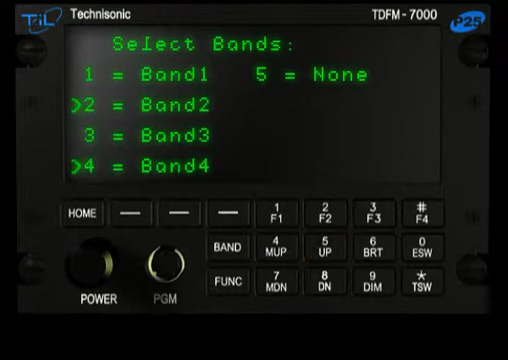 TiL Technisonic TDFM-7000 P25
Select Bands:
1 = Band1 5 = None
>2 = Band2
3 = Band3
>4 = Band4
HOME — — — 1 F1 2 F2 3 F3 # F4
BAND 4 MUP 5 UP 6 BRT 0 ESW
FUNC 7 MDN 8 DN 9 DIM * TSW
POWER PGM